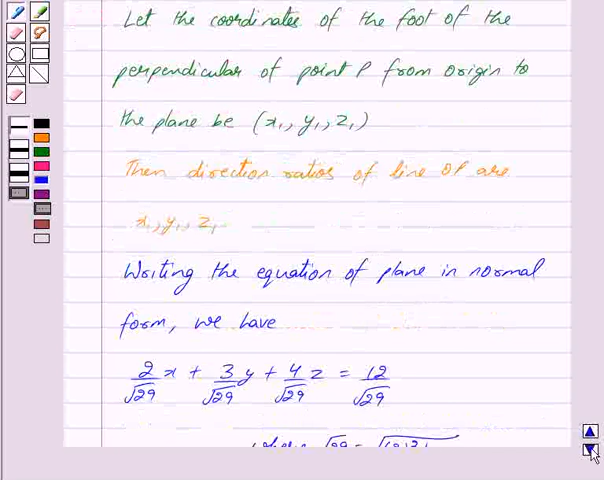 Let the coordinates of the foot of the
perpendicular of point P from origin to
the plane be (x₁, y₁, z₁)
Then direction ratios of line OP are
x₁, y₁, z₁
Writing the equation of plane in normal
form, we have
2/√29 x + 3/√29 y + 4/√29 z = 12/√29
where √29 =